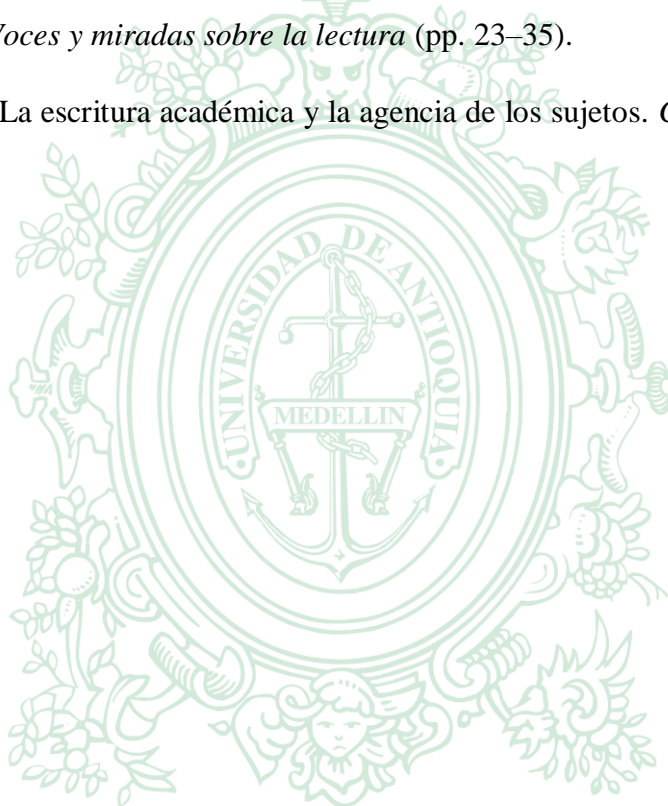 Voces y miradas sobre la lectura (pp. 23–35).
La escritura académica y la agencia de los sujetos.
UNIVERSIDAD DE ANTIOQUIA
MEDELLIN